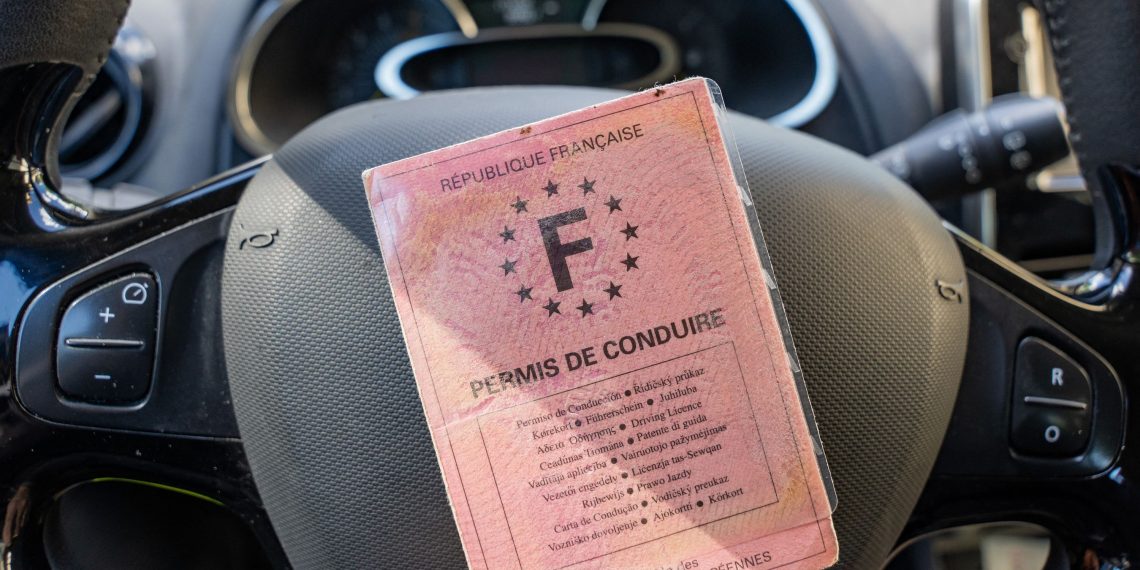 RÉPUBLIQUE FRANÇAISE
F
PERMIS DE CONDUIRE
Permiso de Conducción ● Řidičský průkaz
Kørekort ● Führerschein ● Juhiluba
Άδεια Οδήγησης ● Driving Licence
Ceadúnas Tiomána ● Patente di guida
Vadītāja apliecība ● Vairuotojo pažymėjimas
Vezetői engedély ● Liċenzja tas-Sewqan
Rijbewijs ● Prawo Jazdy
Carta de Condução ● Vodičský preukaz
Vozniško dovoljenje ● Ajokortti ● Körkort
des
ÉENNES
+
−
R
O